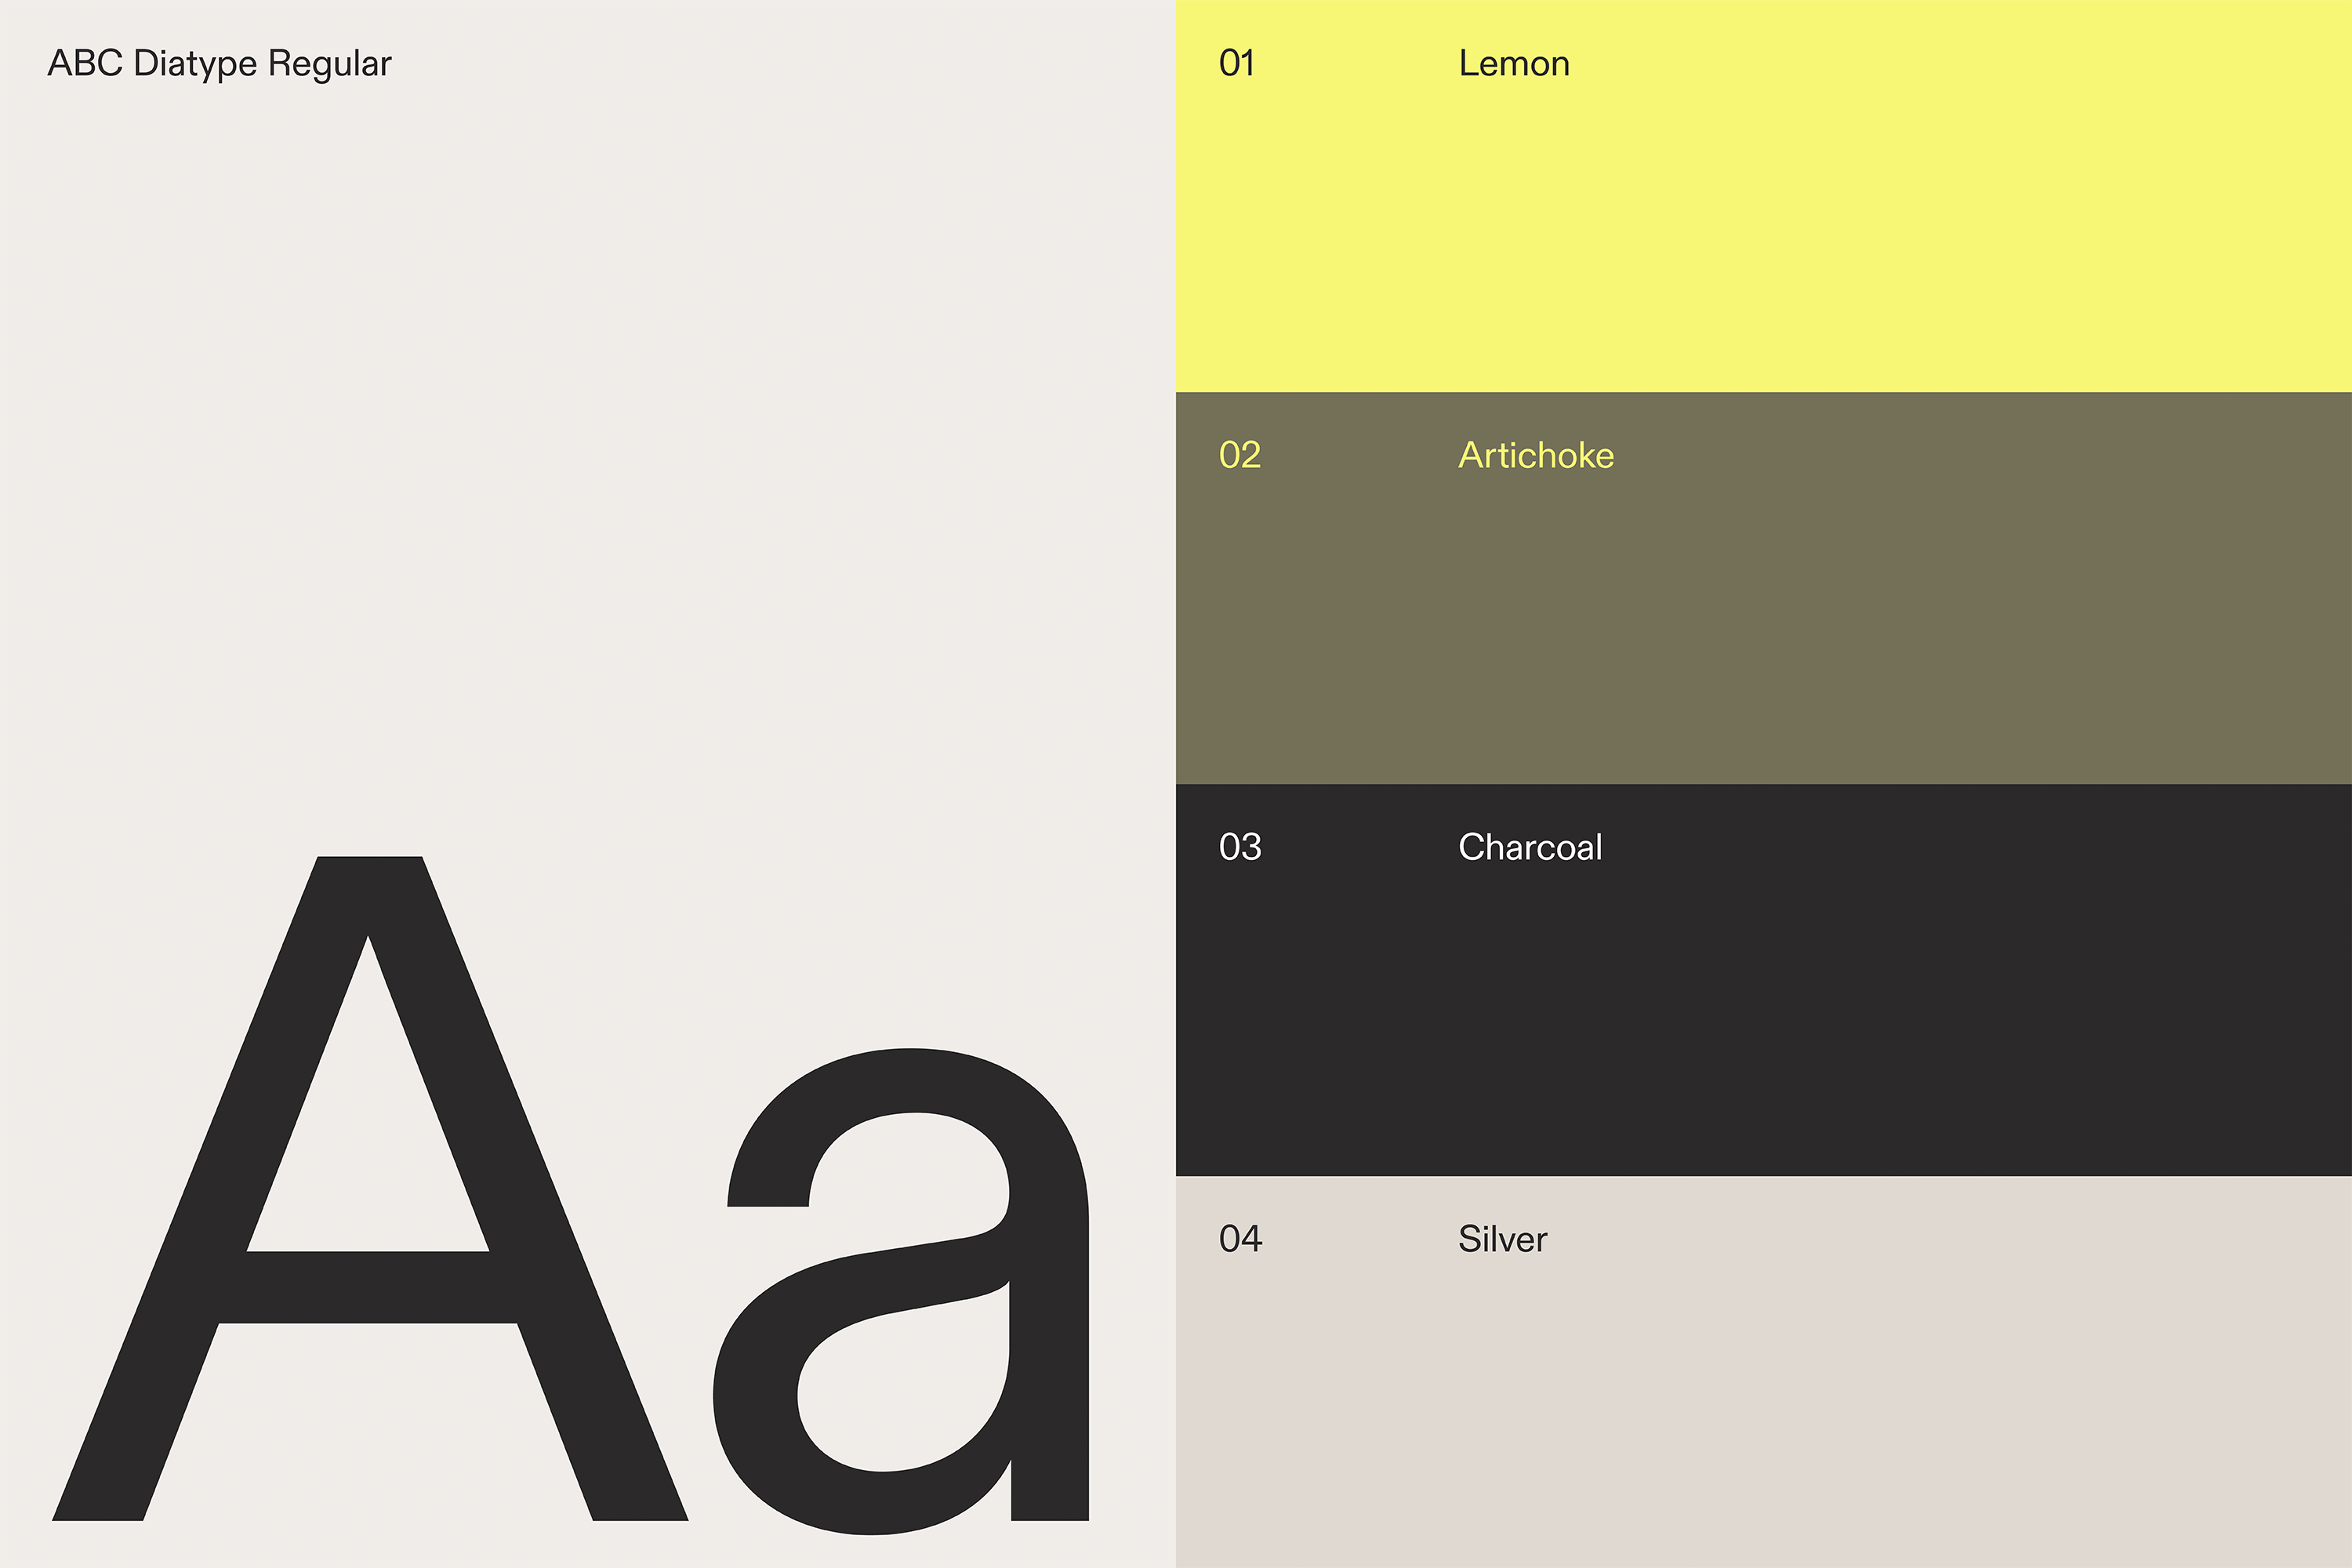 ABC Diatype Regular
Aa
01 Lemon
02 Artichoke
03 Charcoal
04 Silver